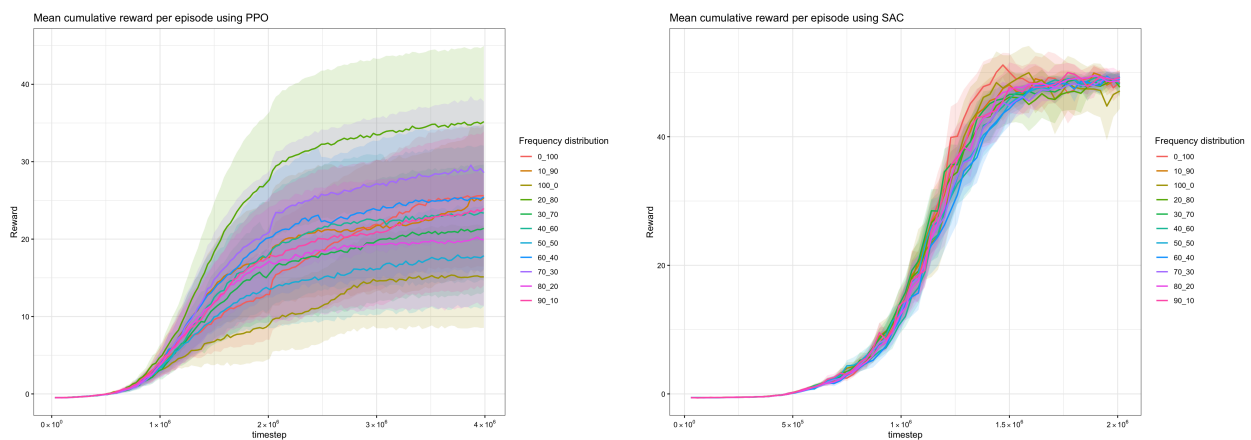 Mean cumulative reward per episode using PPO
Reward
40
30
20
10
0
0 × 10⁰
1 × 10⁶
2 × 10⁶
3 × 10⁶
4 × 10⁶
timestep
Frequency distribution
0_100
10_90
100_0
20_80
30_70
40_60
50_50
60_40
70_30
80_20
90_10
Mean cumulative reward per episode using SAC
Reward
40
20
0
0 × 10⁰
5 × 10⁵
1 × 10⁶
1.5 × 10⁶
2 × 10⁶
timestep
Frequency distribution
0_100
10_90
100_0
20_80
30_70
40_60
50_50
60_40
70_30
80_20
90_10